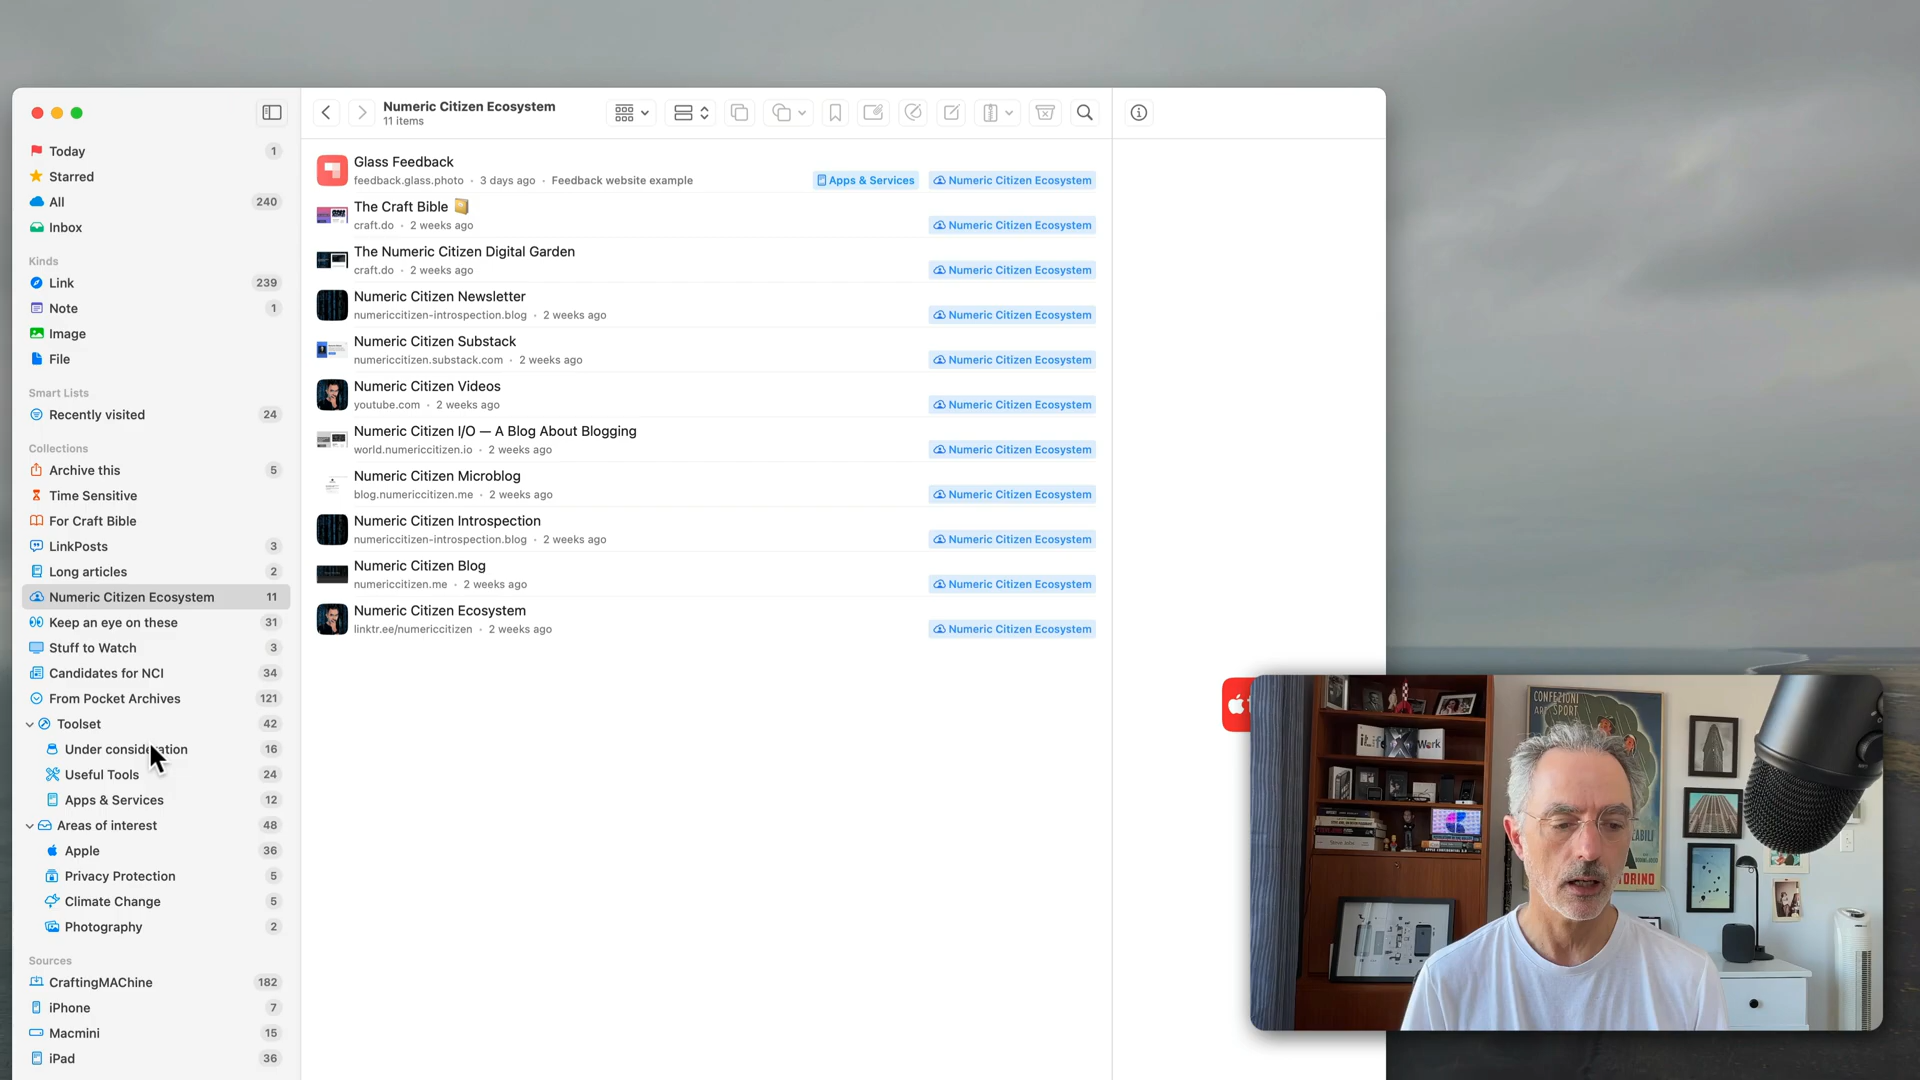 Numeric Citizen Ecosystem
11 items
Today 1
Starred
All 240
Inbox
Kinds
Link 239
Note 1
Image
File
Smart Lists
Recently visited 24
Collections
Archive this 5
Time Sensitive
For Craft Bible
LinkPosts 3
Long articles 2
Numeric Citizen Ecosystem 11
Keep an eye on these 31
Stuff to Watch 3
Candidates for NCI 34
From Pocket Archives 121
Toolset 42
Under consideration 16
Useful Tools 24
Apps & Services 12
Areas of interest 48
Apple 36
Privacy Protection 5
Climate Change 5
Photography 2
Sources
CraftingMAChine 182
iPhone 7
Macmini 15
iPad 36
Glass Feedback
feedback.glass.photo · 3 days ago · Feedback website example Apps & Services Numeric Citizen Ecosystem
The Craft Bible
craft.do · 2 weeks ago Numeric Citizen Ecosystem
The Numeric Citizen Digital Garden
craft.do · 2 weeks ago Numeric Citizen Ecosystem
Numeric Citizen Newsletter
numericcitizen-introspection.blog · 2 weeks ago Numeric Citizen Ecosystem
Numeric Citizen Substack
numericcitizen.substack.com · 2 weeks ago Numeric Citizen Ecosystem
Numeric Citizen Videos
youtube.com · 2 weeks ago Numeric Citizen Ecosystem
Numeric Citizen I/O — A Blog About Blogging
world.numericcitizen.io · 2 weeks ago Numeric Citizen Ecosystem
Numeric Citizen Microblog
blog.numericcitizen.me · 2 weeks ago Numeric Citizen Ecosystem
Numeric Citizen Introspection
numericcitizen-introspection.blog · 2 weeks ago Numeric Citizen Ecosystem
Numeric Citizen Blog
numericcitizen.me · 2 weeks ago Numeric Citizen Ecosystem
Numeric Citizen Ecosystem
linktr.ee/numericcitizen · 2 weeks ago Numeric Citizen Ecosystem
CONFEZIONI
SPORT
iLife
Work
TORINO